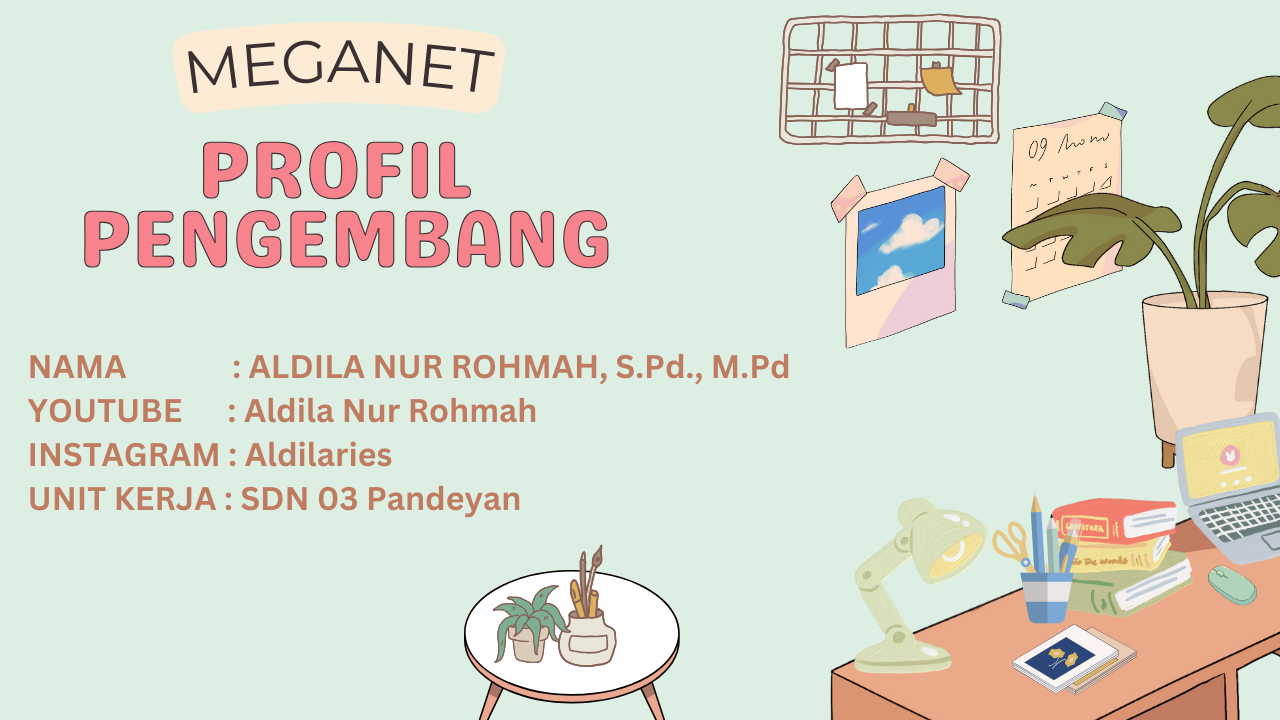 MEGANET
PROFIL
PENGEMBANG
NAMA : ALDILA NUR ROHMAH, S.Pd., M.Pd
YOUTUBE : Aldila Nur Rohmah
INSTAGRAM : Aldilaries
UNIT KERJA : SDN 03 Pandeyan
09